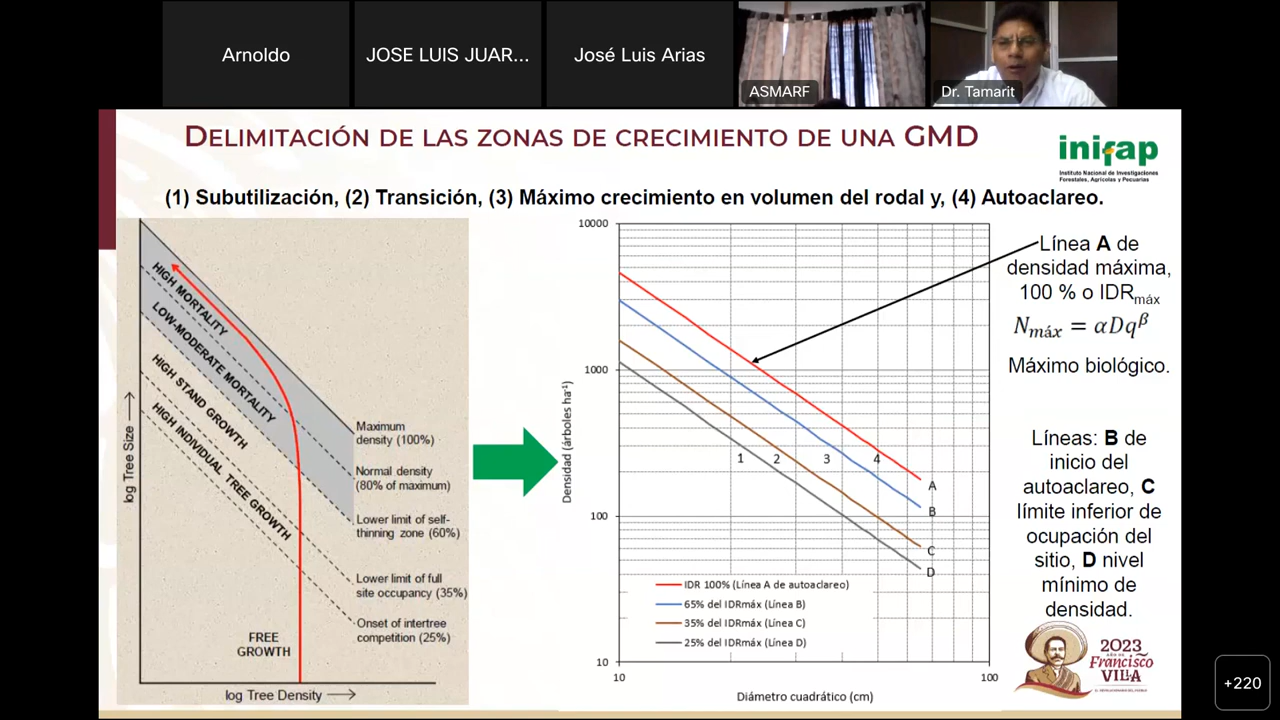 Arnoldo
JOSE LUIS JUAR...
José Luis Arias
ASMARF
Dr. Tamarit
DELIMITACIÓN DE LAS ZONAS DE CRECIMIENTO DE UNA GMD
inifap
Instituto Nacional de Investigaciones
Forestales, Agrícolas y Pecuarias
(1) Subutilización, (2) Transición, (3) Máximo crecimiento en volumen del rodal y, (4) Autoaclareo.
HIGH MORTALITY
LOW-MODERATE MORTALITY
HIGH STAND GROWTH
HIGH INDIVIDUAL TREE GROWTH
FREE
GROWTH
log Tree Size
log Tree Density
Maximum
density (100%)
Normal density
(80% of maximum)
Lower limit of self-
thinning zone (60%)
Lower limit of full
site occupancy (35%)
Onset of intertree
competition (25%)
10000
1000
100
10
Densidad (árboles ha⁻¹)
1 2 3 4
A
B
C
D
IDR 100% (Línea A de autoaclareo)
65% del IDRmáx (Línea B)
35% del IDRmáx (Línea C)
25% del IDRmáx (Línea D)
10 100
Diámetro cuadrático (cm)
Línea A de
densidad máxima,
100 % o IDRmáx
Nmáx = αDq^β
Máximo biológico.
Líneas: B de
inicio del
autoaclareo, C
límite inferior de
ocupación del
sitio, D nivel
mínimo de
densidad.
2023
AÑO DE
Francisco
VILLA
+220